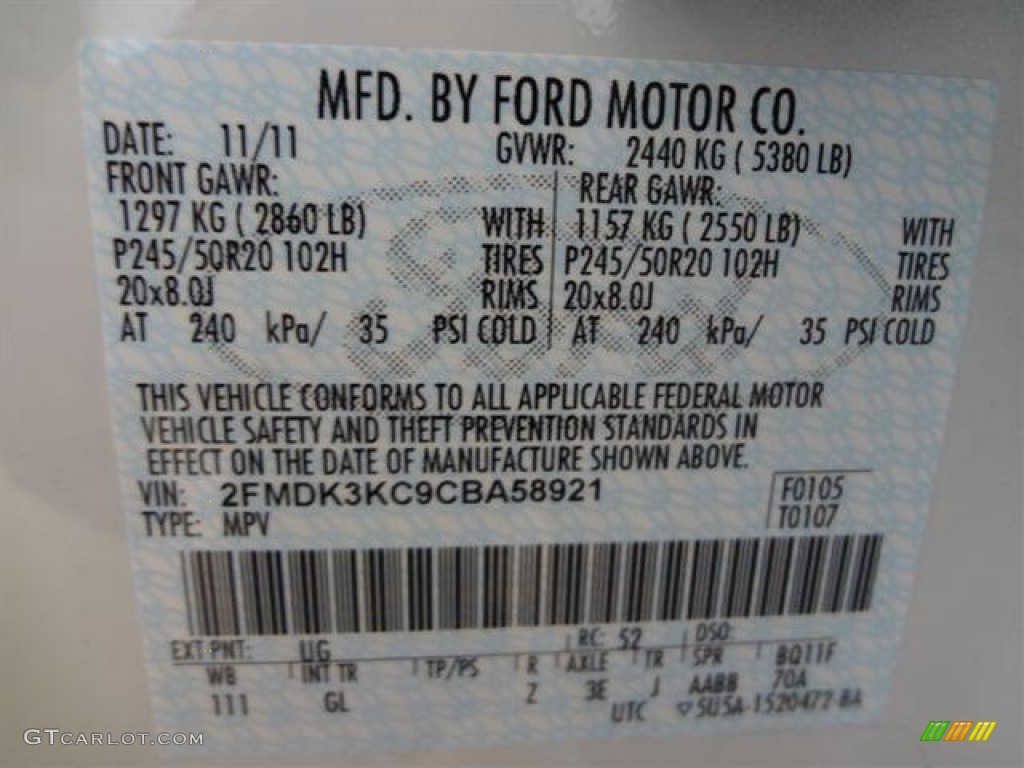 MFD. BY FORD MOTOR CO.
DATE: 11/11 GVWR: 2440 KG ( 5380 LB)
FRONT GAWR: REAR GAWR:
1297 KG ( 2860 LB) WITH 1157 KG ( 2550 LB) WITH
P245/50R20 102H TIRES P245/50R20 102H TIRES
20x8.0J RIMS 20x8.0J RIMS
AT 240 kPa/ 35 PSI COLD AT 240 kPa/ 35 PSI COLD
THIS VEHICLE CONFORMS TO ALL APPLICABLE FEDERAL MOTOR
VEHICLE SAFETY AND THEFT PREVENTION STANDARDS IN
EFFECT ON THE DATE OF MANUFACTURE SHOWN ABOVE.
VIN: 2FMDK3KC9CBA58921 F0105
TYPE: MPV T0107
EXT PNT: UG RC: 52 DSO:
WB INT TR TP/PS R AXLE TR SPR BQ11F
111 GL Z 3E J AABB 70A
UTC ▽5U5A-1520472-BA
GTCARLOT.COM